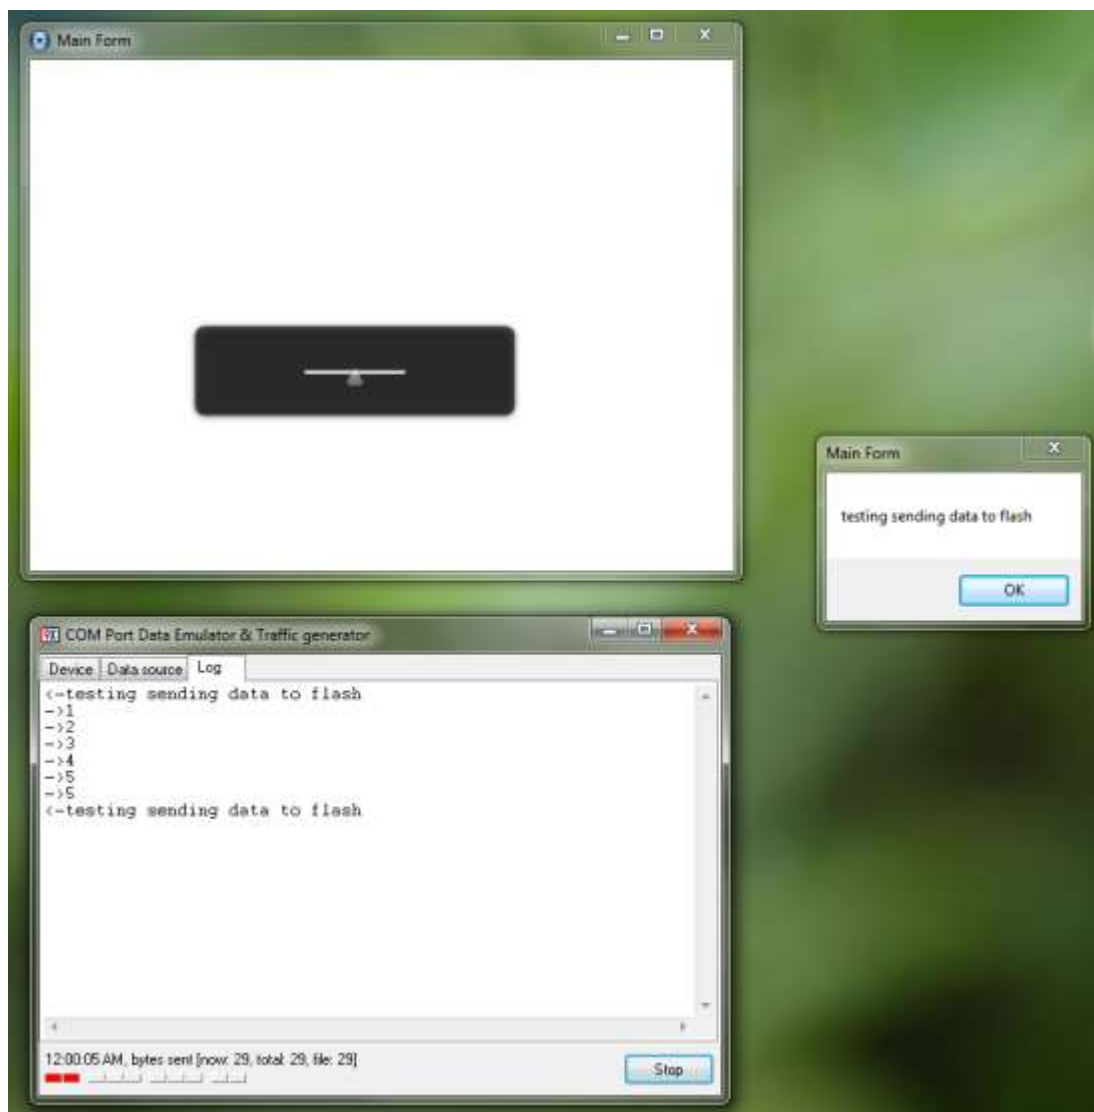 Main Form
Main Form
testing sending data to flash
OK
COM Port Data Emulator & Traffic generator
Device Data source Log
<-testing sending data to flash
->1
->2
->3
->4
->5
->5
<-testing sending data to flash
12:00:05 AM, bytes sent [now: 29, total: 29, file: 29]
Stop